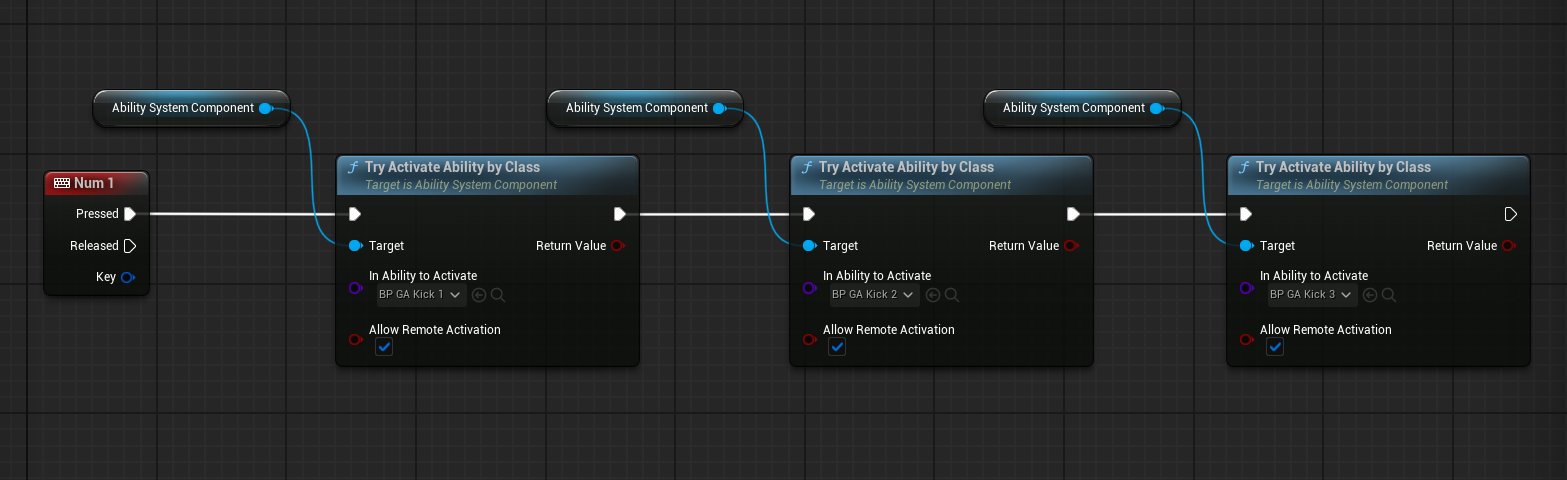 Ability System Component
Ability System Component
Ability System Component
Num 1
Pressed
Released
Key
Try Activate Ability by Class
Target is Ability System Component
Target
Return Value
In Ability to Activate
BP GA Kick 1
Allow Remote Activation
Try Activate Ability by Class
Target is Ability System Component
Target
Return Value
In Ability to Activate
BP GA Kick 2
Allow Remote Activation
Try Activate Ability by Class
Target is Ability System Component
Target
Return Value
In Ability to Activate
BP GA Kick 3
Allow Remote Activation